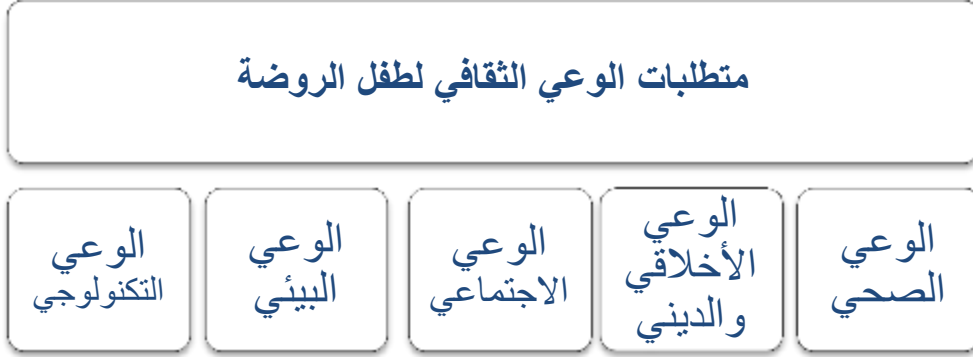 متطلبات الوعي الثقافي لطفل الروضة
الوعي
الصحي
الوعي
الأخلاقي
والديني
الوعي
الاجتماعي
الوعي
البيئي
الوعي
التكنولوجي